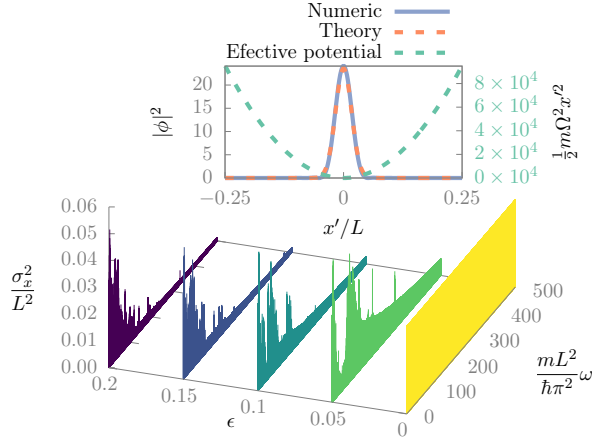 Numeric
Theory
Efective potential
|ϕ|²
20
15
10
5
0
8 × 10⁴
6 × 10⁴
4 × 10⁴
2 × 10⁴
0 × 10⁴
½mΩ²x′²
−0.25 0 0.25
x′/L
σₓ²/L²
0.06
0.05
0.04
0.03
0.02
0.01
0.00
0.2 0.15 0.1 0.05 0
ϵ
0 100 200 300 400 500
mL²/ℏπ² ω